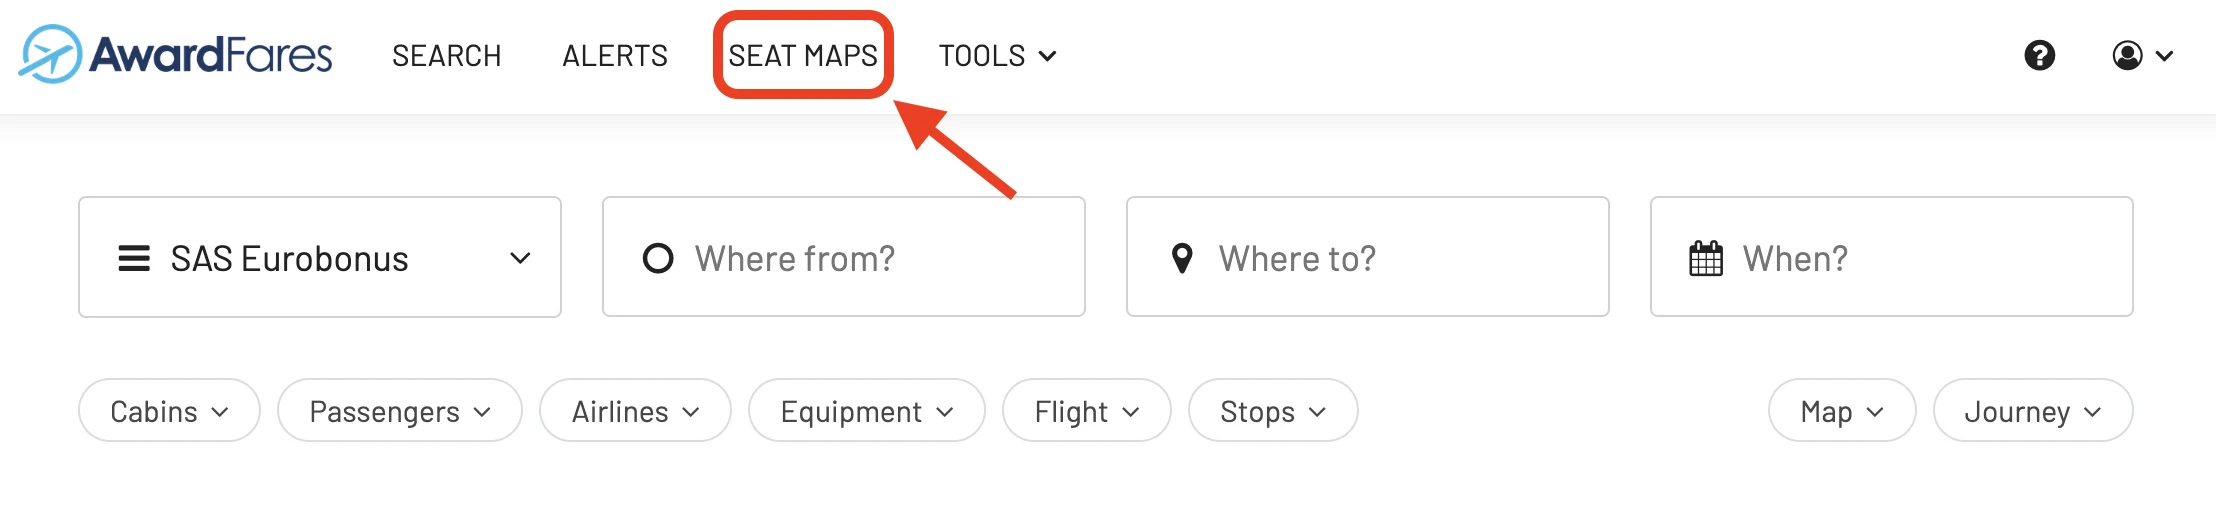 AwardFares SEARCH ALERTS SEAT MAPS TOOLS
SAS Eurobonus Where from? Where to? When?
Cabins Passengers Airlines Equipment Flight Stops Map Journey